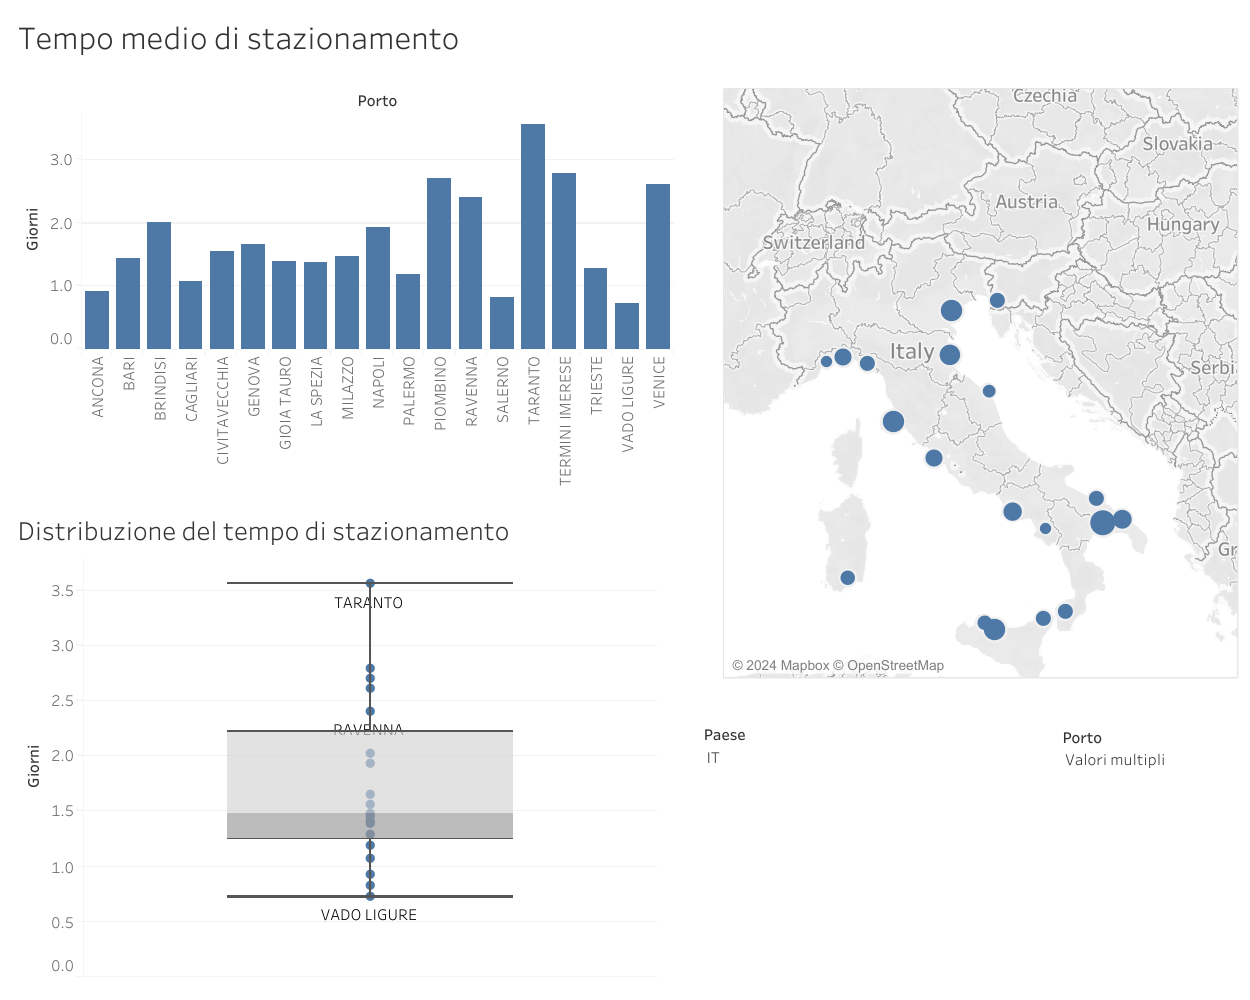 Tempo medio di stazionamento
Porto
Giorni
3.0
2.0
1.0
0.0
ANCONA
BARI
BRINDISI
CAGLIARI
CIVITAVECCHIA
GENOVA
GIOIA TAURO
LA SPEZIA
MILAZZO
NAPOLI
PALERMO
PIOMBINO
RAVENNA
SALERNO
TARANTO
TERMINI IMERESE
TRIESTE
VADO LIGURE
VENICE
Czechia
Slovakia
Austria
Hungary
Switzerland
Italy
Serbi
Gr
© 2024 Mapbox © OpenStreetMap
Distribuzione del tempo di stazionamento
Giorni
3.5
3.0
2.5
2.0
1.5
1.0
0.5
0.0
TARANTO
RAVENNA
VADO LIGURE
Paese
IT
Porto
Valori multipli